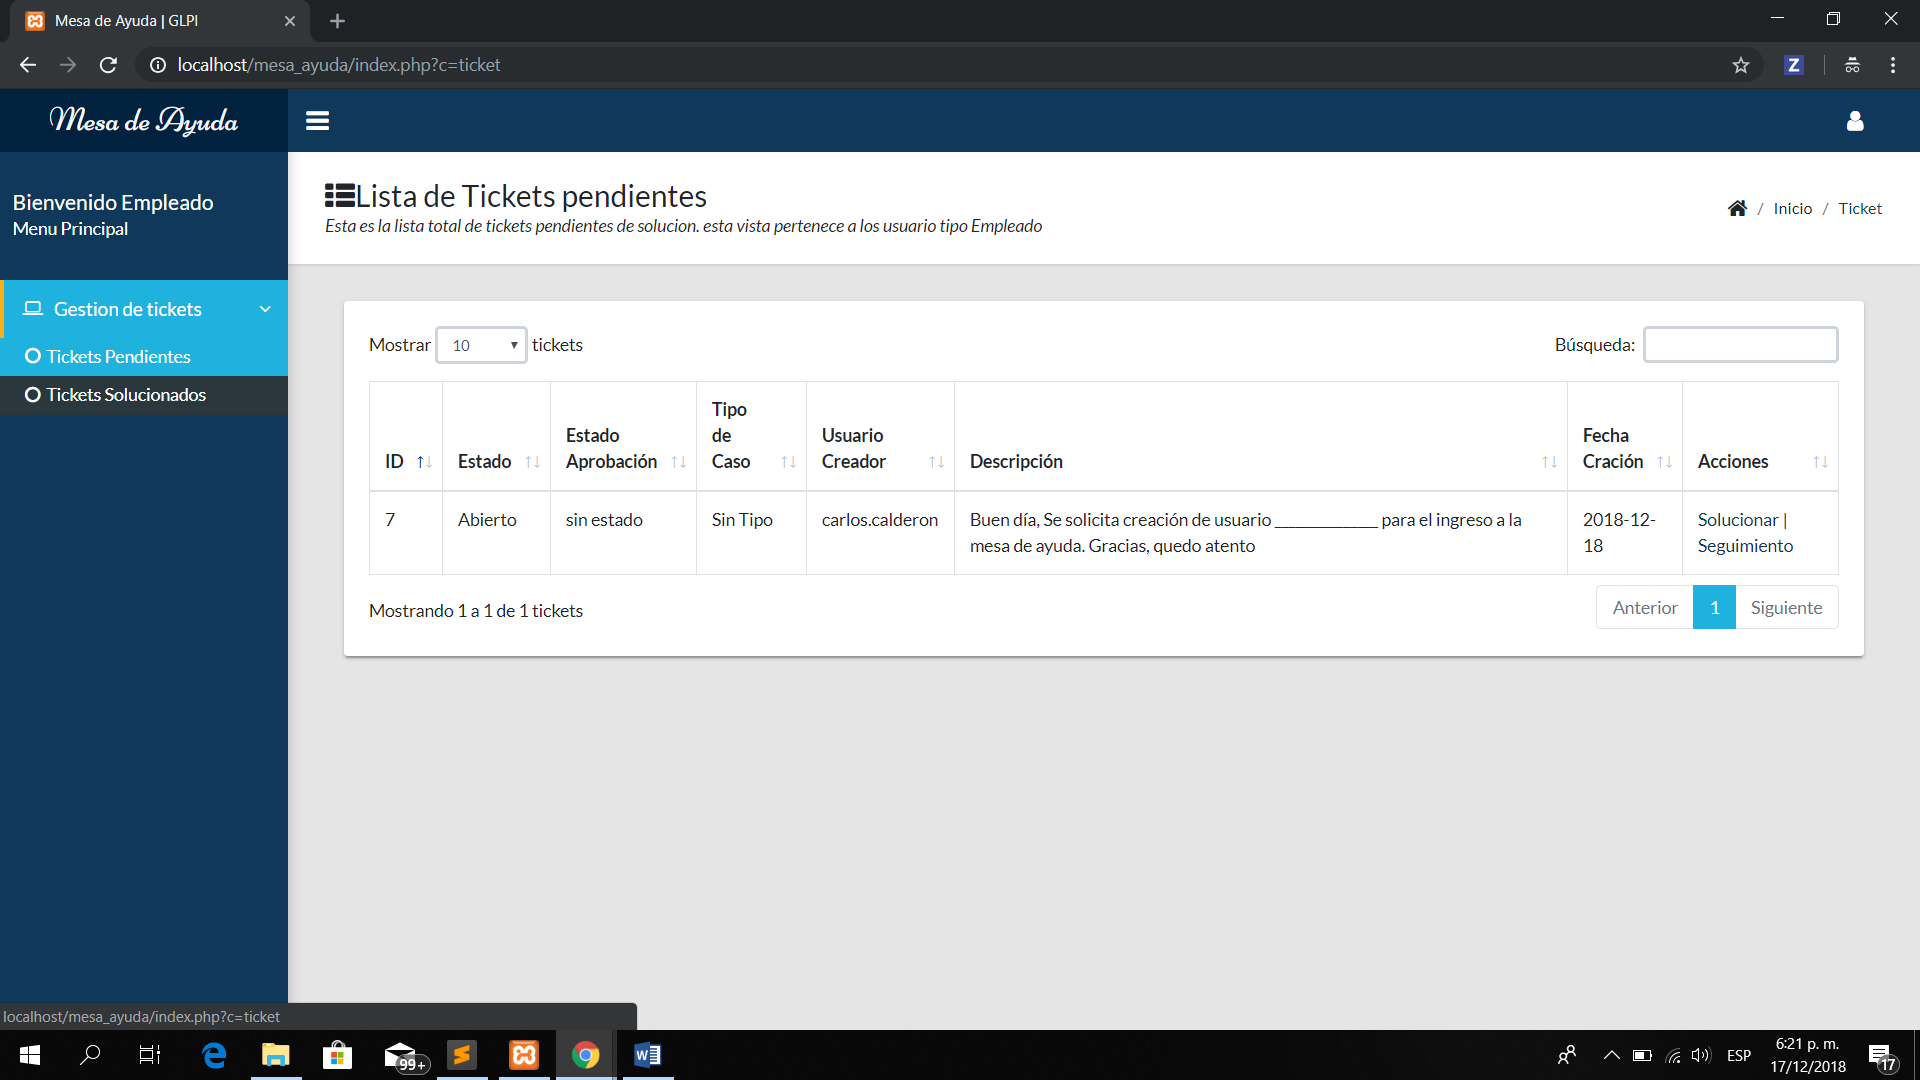 Mesa de Ayuda | GLPI
localhost/mesa_ayuda/index.php?c=ticket
Mesa de Ayuda
Bienvenido Empleado
Menu Principal
Gestion de tickets
Tickets Pendientes
Tickets Solucionados
Lista de Tickets pendientes
Esta es la lista total de tickets pendientes de solucion. esta vista pertenece a los usuario tipo Empleado
/ Inicio / Ticket
Mostrar 10 tickets
Búsqueda:
ID Estado Estado Aprobación Tipo de Caso Usuario Creador Descripción Fecha Cración Acciones
7 Abierto sin estado Sin Tipo carlos.calderon Buen día, Se solicita creación de usuario ______________ para el ingreso a la mesa de ayuda. Gracias, quedo atento 2018-12-18 Solucionar | Seguimiento
Mostrando 1 a 1 de 1 tickets
Anterior 1 Siguiente
localhost/mesa_ayuda/index.php?c=ticket
99+
ESP
6:21 p. m.
17/12/2018
17